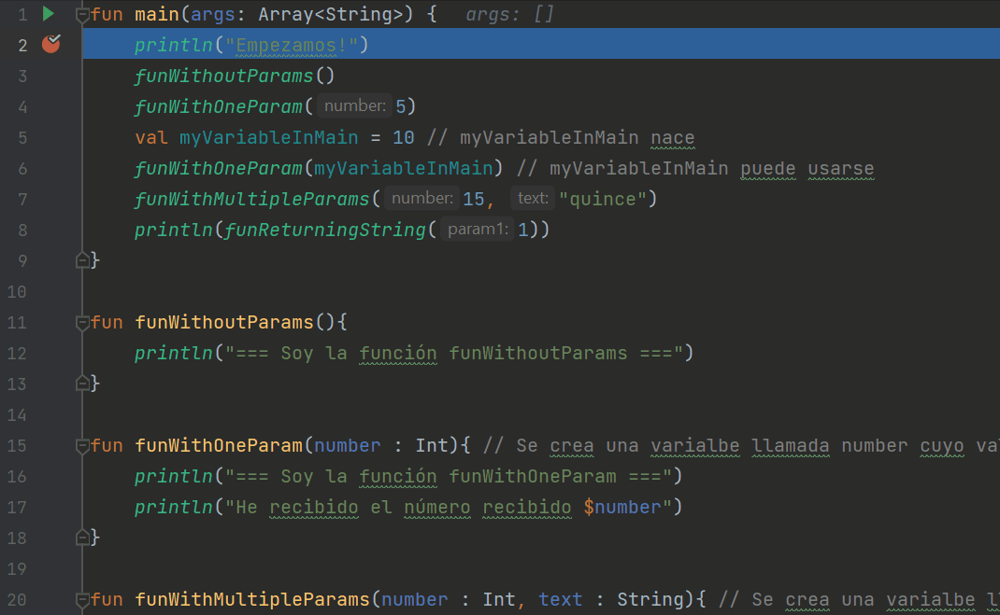 1 fun main(args: Array<String>) { args: []
2 println("Empezamos!")
3 funWithoutParams()
4 funWithOneParam( number: 5)
5 val myVariableInMain = 10 // myVariableInMain nace
6 funWithOneParam(myVariableInMain) // myVariableInMain puede usarse
7 funWithMultipleParams( number: 15, text: "quince")
8 println(funReturningString( param1: 1))
9 }
10
11 fun funWithoutParams(){
12 println("=== Soy la función funWithoutParams ===")
13 }
14
15 fun funWithOneParam(number : Int){ // Se crea una varialbe llamada number cuyo
16 println("=== Soy la función funWithOneParam ===")
17 println("He recibido el número recibido $number")
18 }
19
20 fun funWithMultipleParams(number : Int, text : String){ // Se crea una varialbe